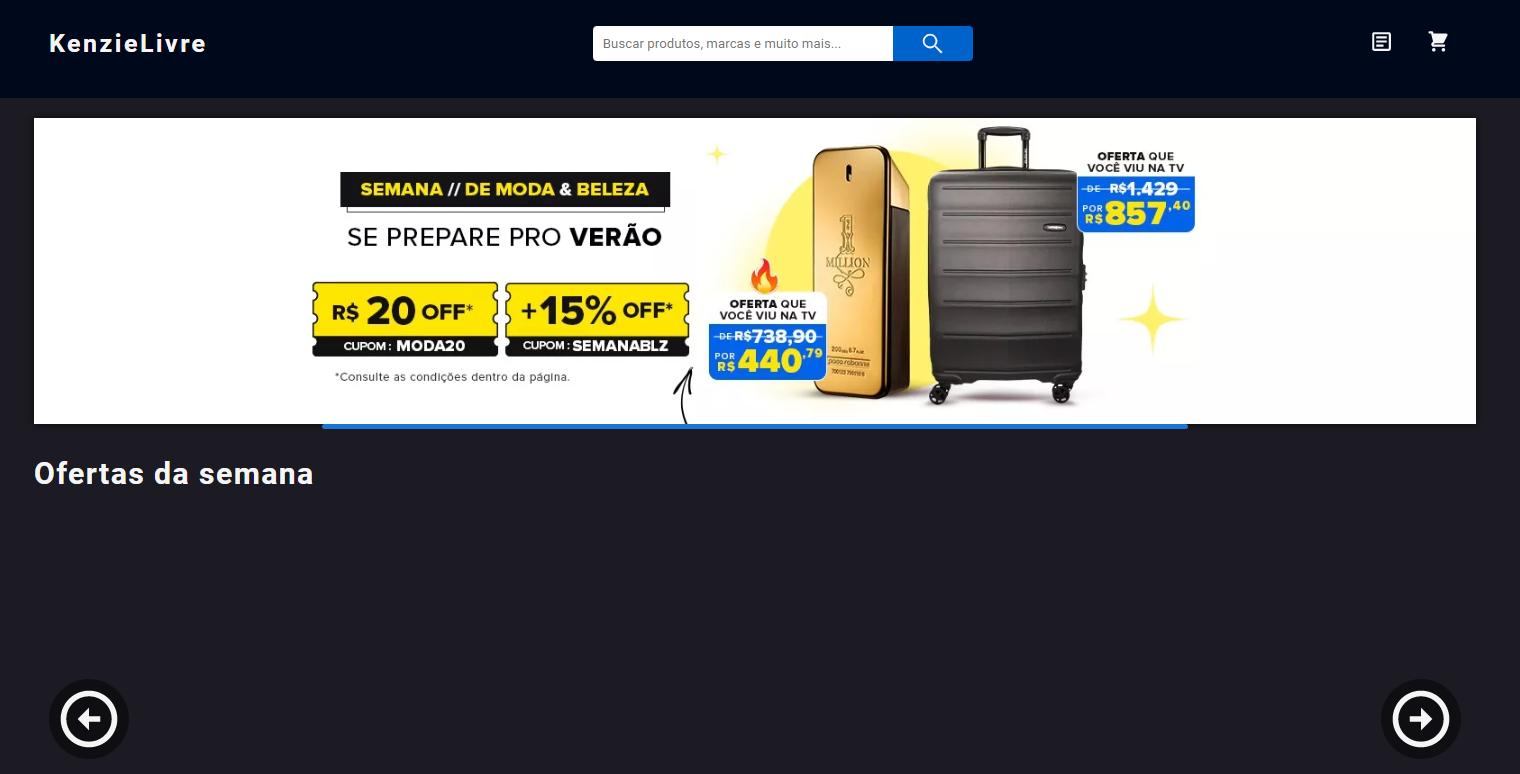 KenzieLivre
Buscar produtos, marcas e muito mais...
SEMANA // DE MODA & BELEZA
SE PREPARE PRO VERÃO
R$ 20 OFF*
CUPOM: MODA20
+15% OFF*
CUPOM: SEMANABLZ
*Consulte as condições dentro da página.
OFERTA QUE
VOCÊ VIU NA TV
DE R$738,90
POR R$ 440,79
1
MILLION
paco rabanne
OFERTA QUE
VOCÊ VIU NA TV
DE R$1.429
POR R$ 857,40
Ofertas da semana